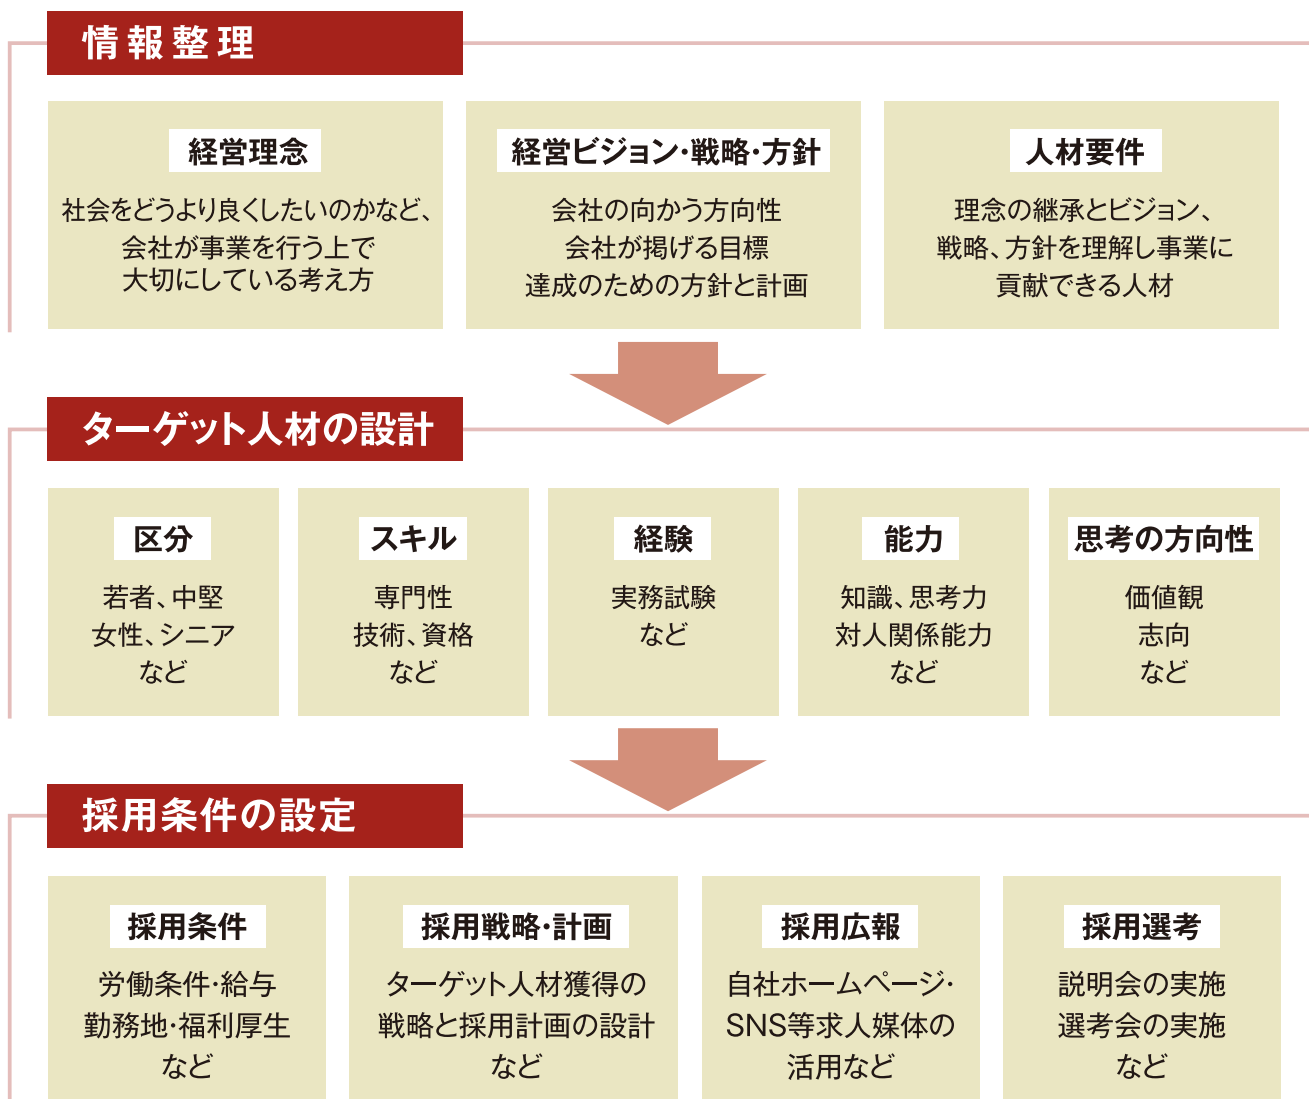 情報整理
経営理念
社会をどうより良くしたいのかなど、
会社が事業を行う上で
大切にしている考え方
経営ビジョン・戦略・方針
会社の向かう方向性
会社が掲げる目標
達成のための方針と計画
人材要件
理念の継承とビジョン、
戦略、方針を理解し事業に
貢献できる人材
ターゲット人材の設計
区分
若者、中堅
女性、シニア
など
スキル
専門性
技術、資格
など
経験
実務試験
など
能力
知識、思考力
対人関係能力
など
思考の方向性
価値観
志向
など
採用条件の設定
採用条件
労働条件・給与
勤務地・福利厚生
など
採用戦略・計画
ターゲット人材獲得の
戦略と採用計画の設計
など
採用広報
自社ホームページ・
SNS等求人媒体の
活用など
採用選考
説明会の実施
選考会の実施
など